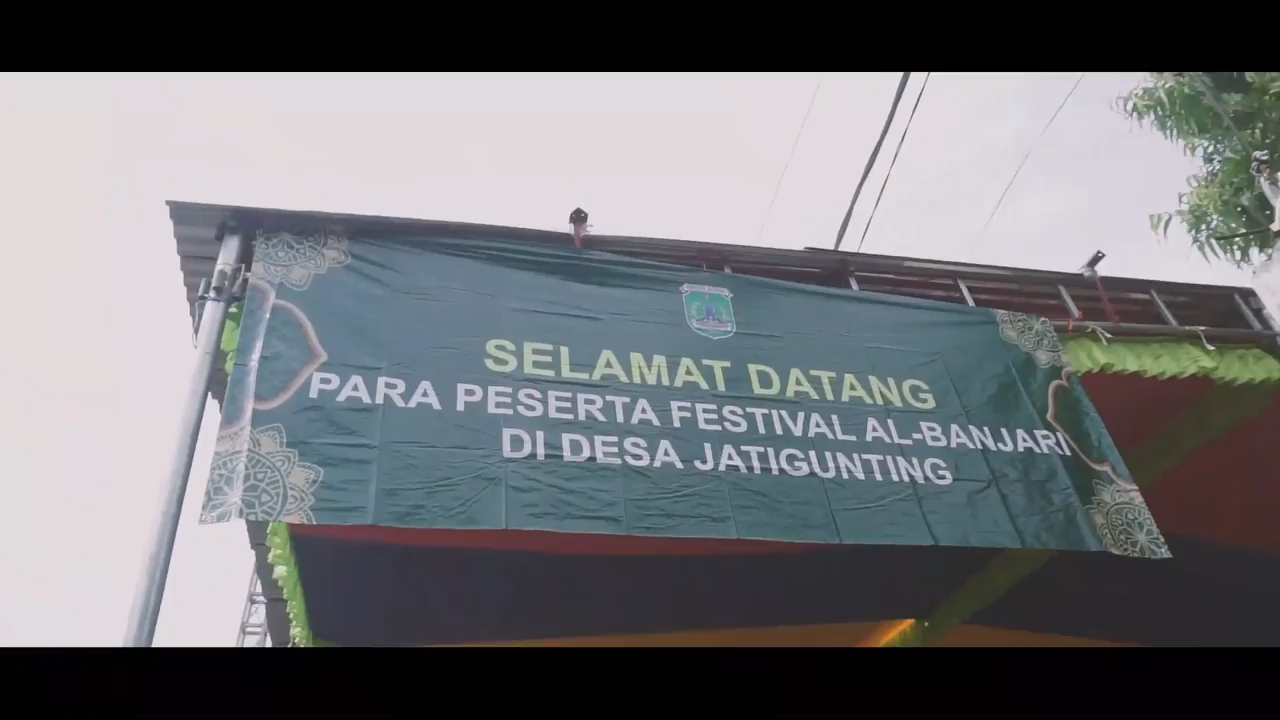 SELAMAT DATANG
PARA PESERTA FESTIVAL AL-BANJARI
DI DESA JATIGUNTING